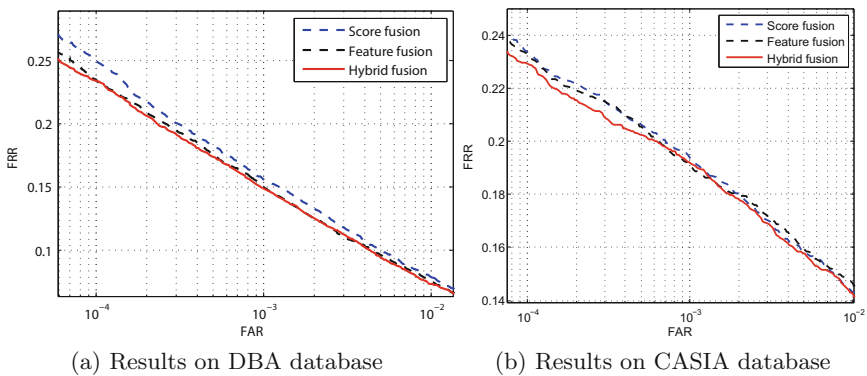 0.25
0.2
0.15
0.1
FRR
10⁻⁴
10⁻³
10⁻²
FAR
Score fusion
Feature fusion
Hybrid fusion
(a) Results on DBA database
0.24
0.22
0.2
0.18
0.16
0.14
FRR
10⁻⁴
10⁻³
10⁻²
FAR
Score fusion
Feature fusion
Hybrid fusion
(b) Results on CASIA database